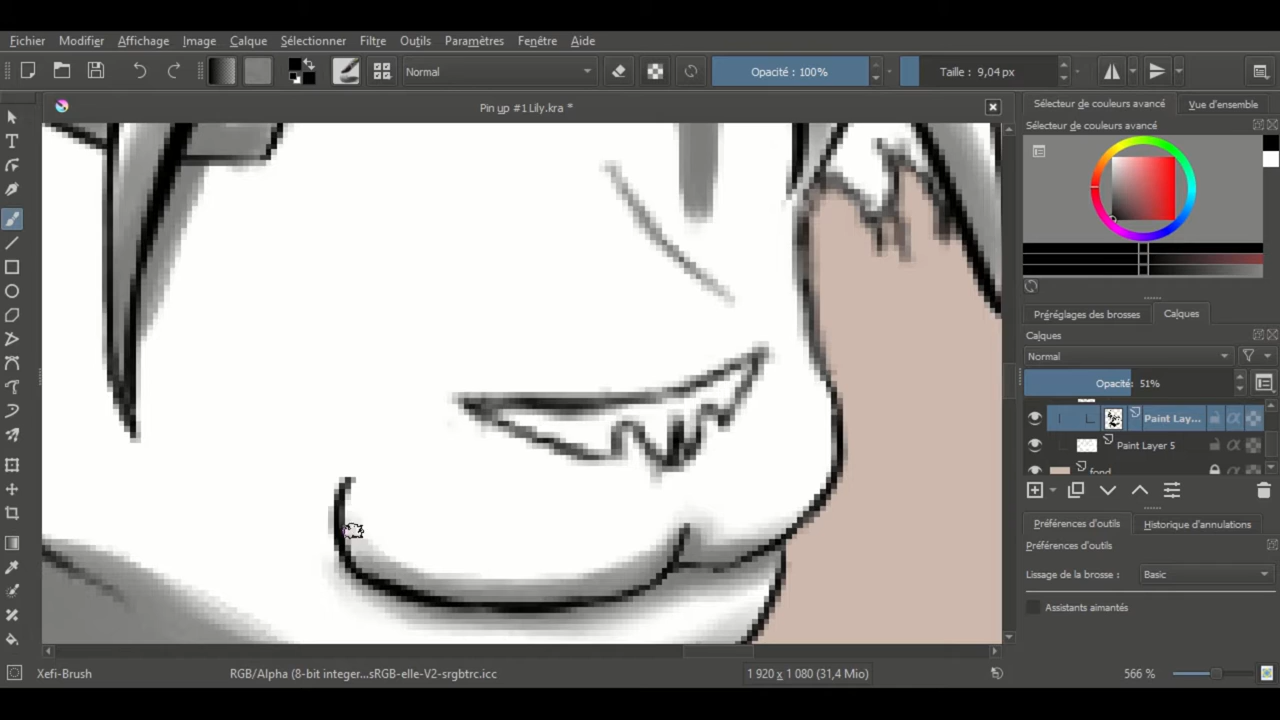 Fichier Modifier Affichage Image Calque Sélectionner Filtre Outils Paramètres Fenêtre Aide
Normal Opacité : 100% Taille : 9,04 px
Pin up #1 Lily.kra *
Sélecteur de couleurs avancé Vue d'ensemble
Sélecteur de couleurs avancé
Préréglages des brosses Calques
Calques
Normal
Opacité: 51%
Paint Lay...
Paint Layer 5
fond
Préférences d'outils Historique d'annulations
Préférences d'outils
Lissage de la brosse : Basic
Assistants aimantés
Xefi-Brush RGB/Alpha (8-bit integer...sRGB-elle-V2-srgbtrc.icc 1 920 x 1 080 (31,4 Mio) 566 %